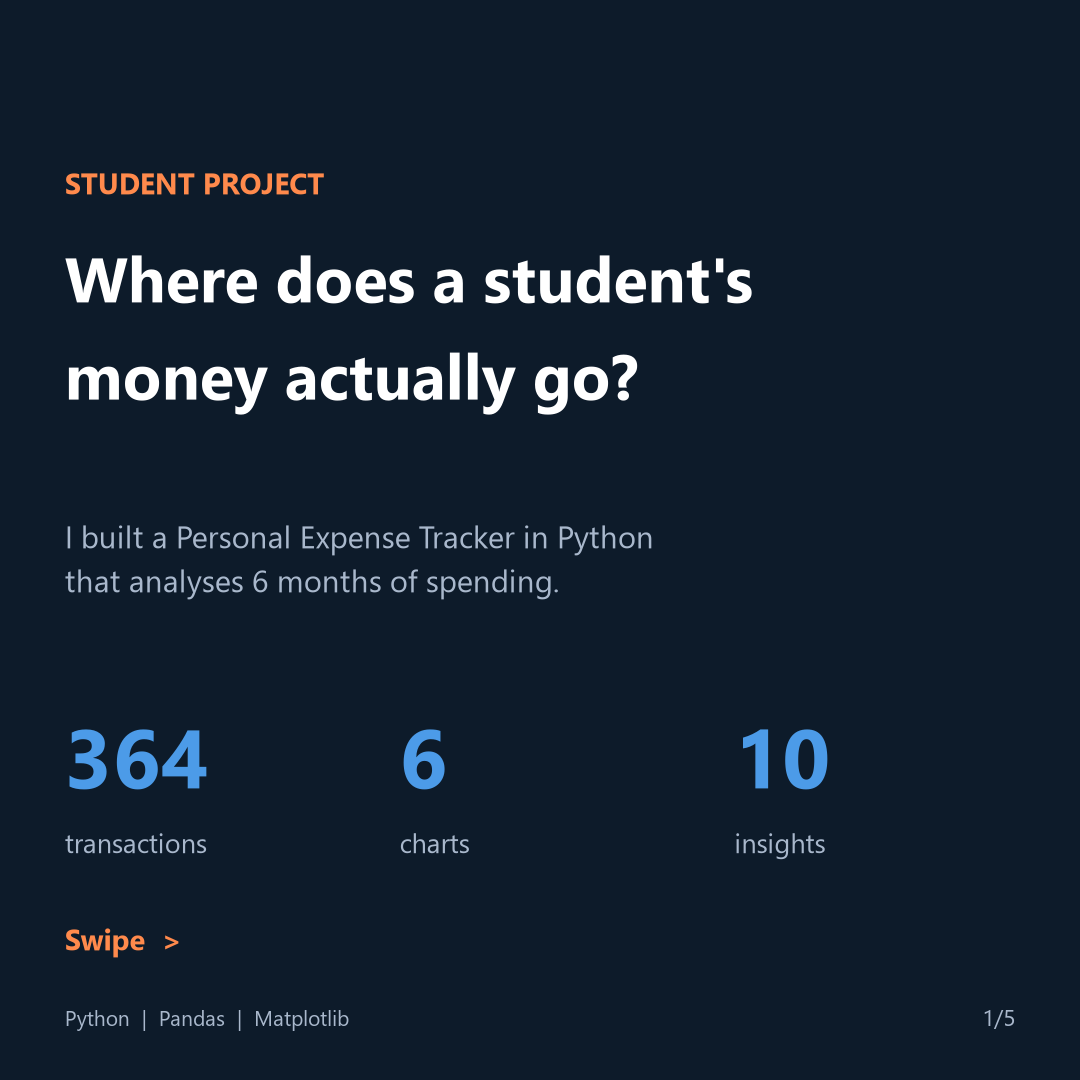 STUDENT PROJECT
Where does a student's
money actually go?
I built a Personal Expense Tracker in Python
that analyses 6 months of spending.
364 6 10
transactions charts insights
Swipe >
Python | Pandas | Matplotlib 1/5